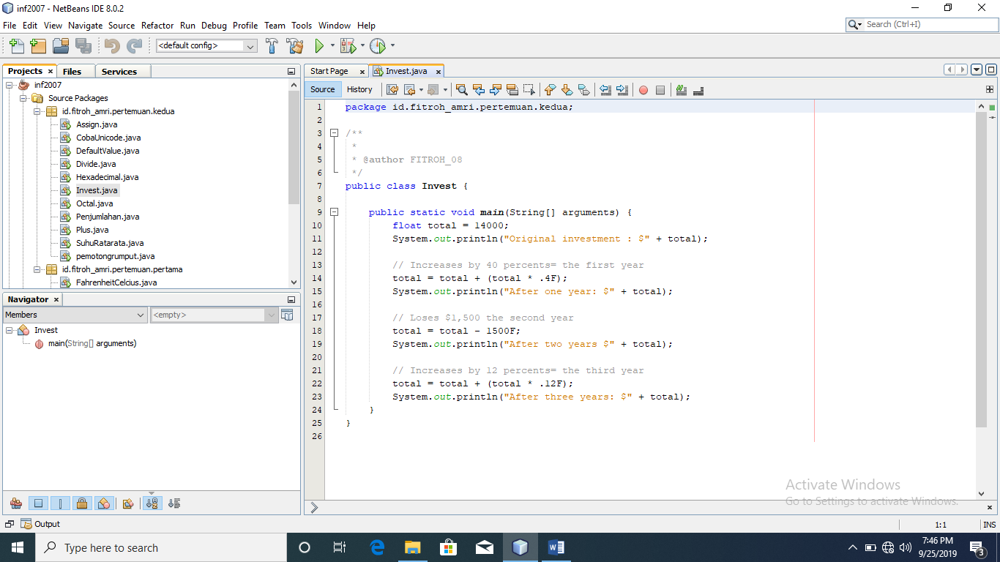 inf2007 - NetBeans IDE 8.0.2
File Edit View Navigate Source Refactor Run Debug Profile Team Tools Window Help
Search (Ctrl+I)
<default config>
Projects
Files
Services
inf2007
Source Packages
id.fitroh_amri.pertemuan.kedua
Assign.java
CobaUnicode.java
DefaultValue.java
Divide.java
Hexadecimal.java
Invest.java
Octal.java
Penjumlahan.java
Plus.java
SuhuRatarata.java
pemotongrumput.java
id.fitroh_amri.pertemuan.pertama
FahrenheitCelcius.java
Navigator
Members
<empty>
Invest
main(String[] arguments)
Start Page
Invest.java
Source
History
1 package id.fitroh_amri.pertemuan.kedua;
2
3 /**
4 *
5 * @author FITROH_08
6 */
7 public class Invest {
8
9 public static void main(String[] arguments) {
10 float total = 14000;
11 System.out.println("Original investment : $" + total);
12
13 // Increases by 40 percents= the first year
14 total = total + (total * .4F);
15 System.out.println("After one year: $" + total);
16
17 // Loses $1,500 the second year
18 total = total - 1500F;
19 System.out.println("After two years $" + total);
20
21 // Increases by 12 percents= the third year
22 total = total + (total * .12F);
23 System.out.println("After three years: $" + total);
24 }
25 }
26
Activate Windows
Go to Settings to activate Windows.
Output
1:1
INS
Type here to search
7:46 PM
9/25/2019
3